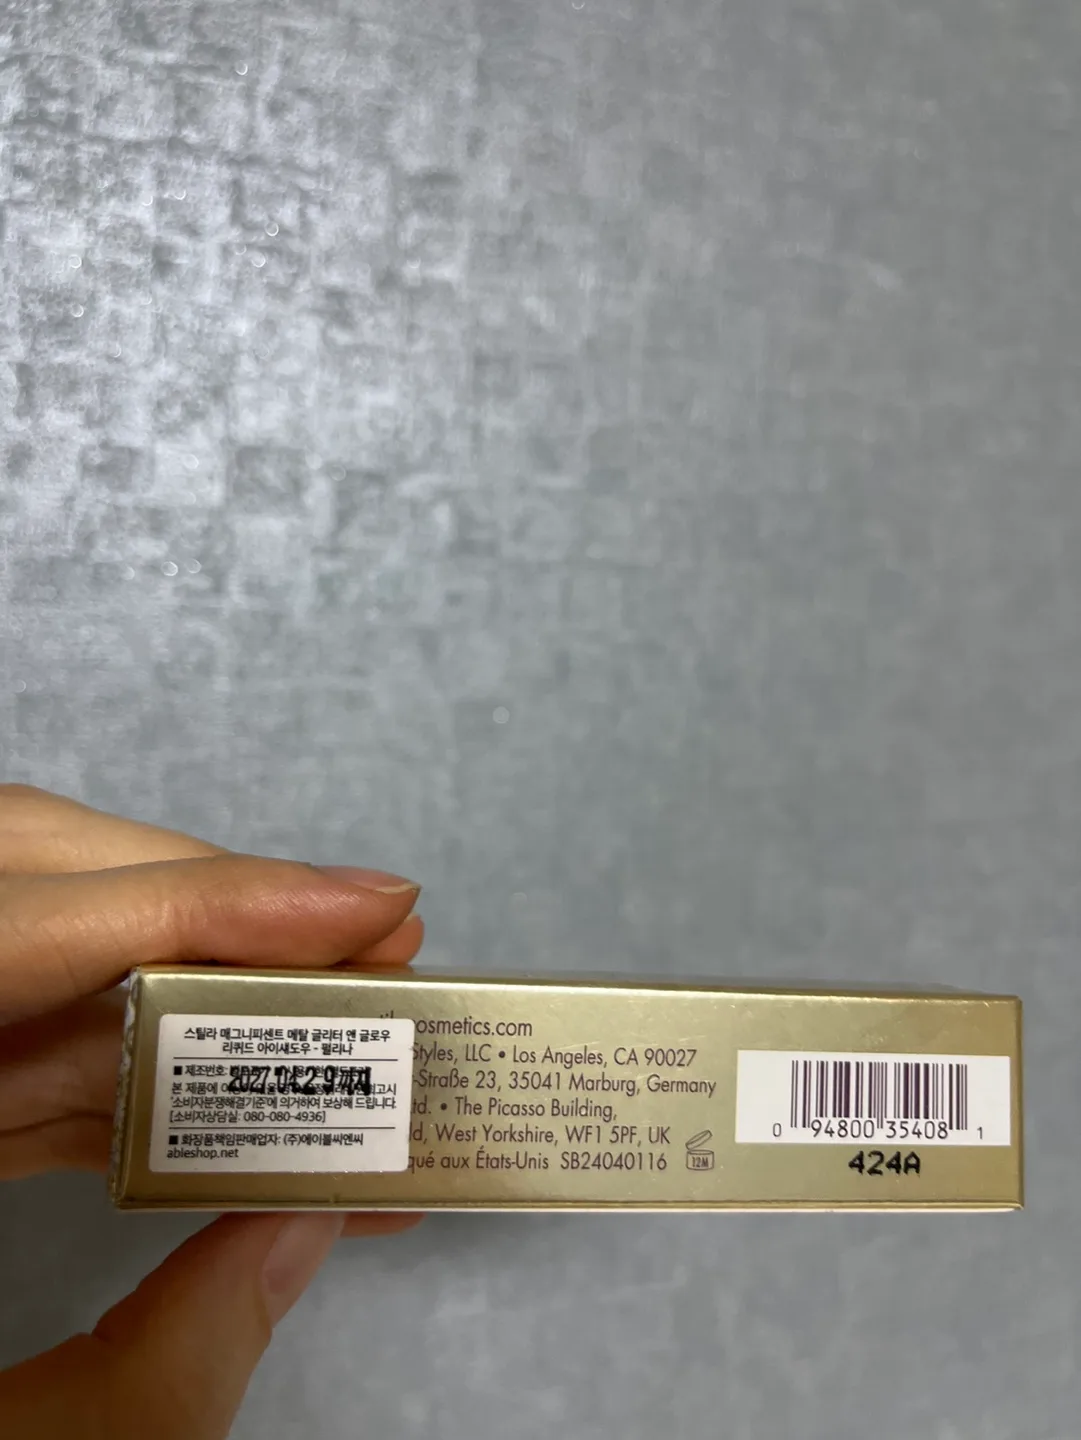 스틸라 매그니피센트 메탈 글리터 앤 글로우
리퀴드 아이섀도우 - 펄리나
■ 제조번호:
2027.04.29까지
본 제품에
'소비자분쟁해결기준'에 의거하여 보상해 드립니다.
[소비자상담실: 080-080-4936]
■ 화장품책임판매업자: (주)에이블씨엔씨
ableshop.net
osmetics.com
Styles, LLC • Los Angeles, CA 90027
-Straße 23, 35041 Marburg, Germany
td. • The Picasso Building,
ld, West Yorkshire, WF1 5PF, UK
qué aux États-Unis SB24040116
12M
0 94800 35408 1
424A